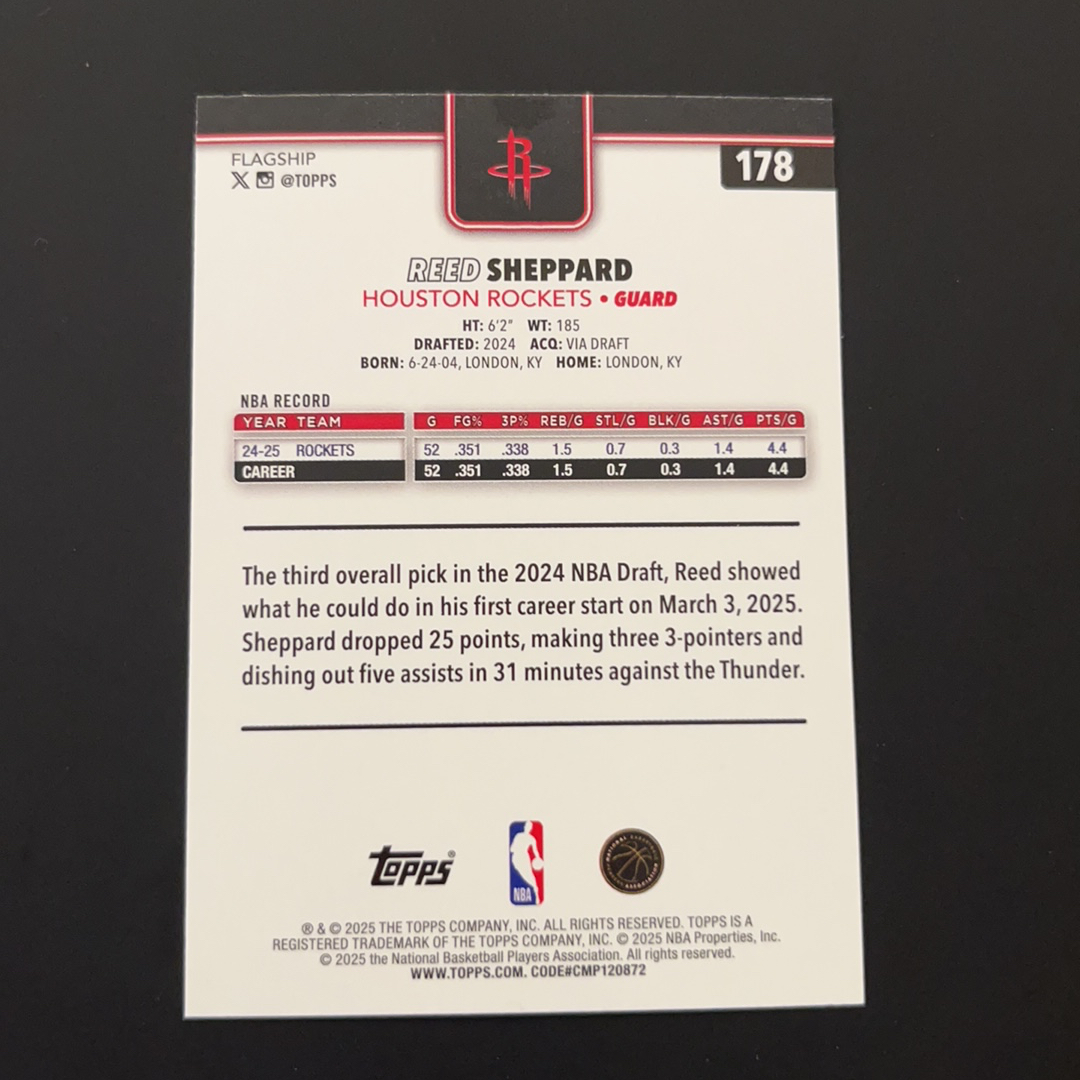 FLAGSHIP
178
X @TOPPS
R
REED SHEPPARD
HOUSTON ROCKETS • GUARD
HT: 6'2" WT: 185
DRAFTED: 2024 ACQ: VIA DRAFT
BORN: 6-24-04, LONDON, KY HOME: LONDON, KY
NBA RECORD
YEAR TEAM G FG% 3P% REB/G STL/G BLK/G AST/G PTS/G
24-25 ROCKETS 52 .351 .338 1.5 0.7 0.3 1.4 4.4
CAREER 52 .351 .338 1.5 0.7 0.3 1.4 4.4
The third overall pick in the 2024 NBA Draft, Reed showed
what he could do in his first career start on March 3, 2025.
Sheppard dropped 25 points, making three 3-pointers and
dishing out five assists in 31 minutes against the Thunder.
Topps®
NBA
NATIONAL BASKETBALL PLAYERS ASSOCIATION
® & © 2025 THE TOPPS COMPANY, INC. ALL RIGHTS RESERVED. TOPPS IS A
REGISTERED TRADEMARK OF THE TOPPS COMPANY, INC. © 2025 NBA Properties, Inc.
© 2025 the National Basketball Players Association. All rights reserved.
WWW.TOPPS.COM. CODE#CMP120872